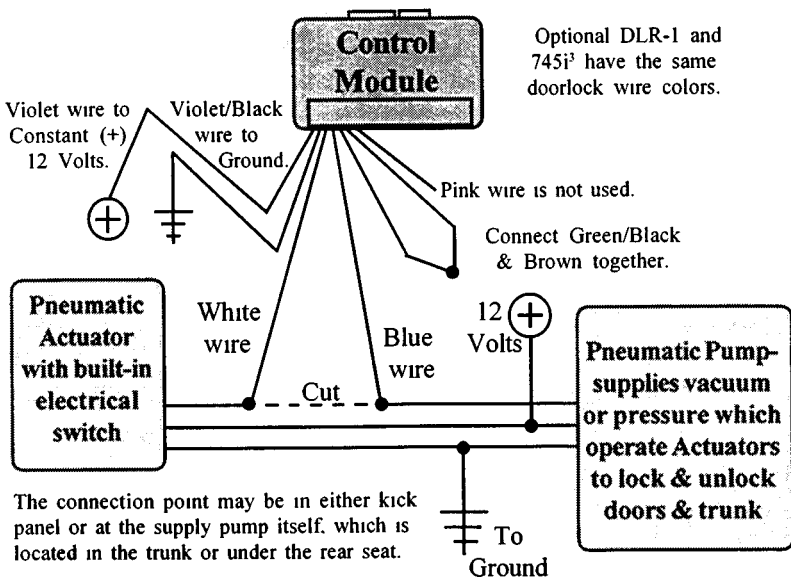 Control
Module
Optional DLR-1 and
745i³ have the same
doorlock wire colors.
Violet wire to
Constant (+)
12 Volts.
Violet/Black
wire to
Ground.
Pink wire is not used.
Connect Green/Black
& Brown together.
Pneumatic
Actuator
with built-in
electrical
switch
White
wire
Cut
Blue
wire
12
Volts
Pneumatic Pump-
supplies vacuum
or pressure which
operate Actuators
to lock & unlock
doors & trunk
The connection point may be in either kick
panel or at the supply pump itself, which is
located in the trunk or under the rear seat.
To
Ground